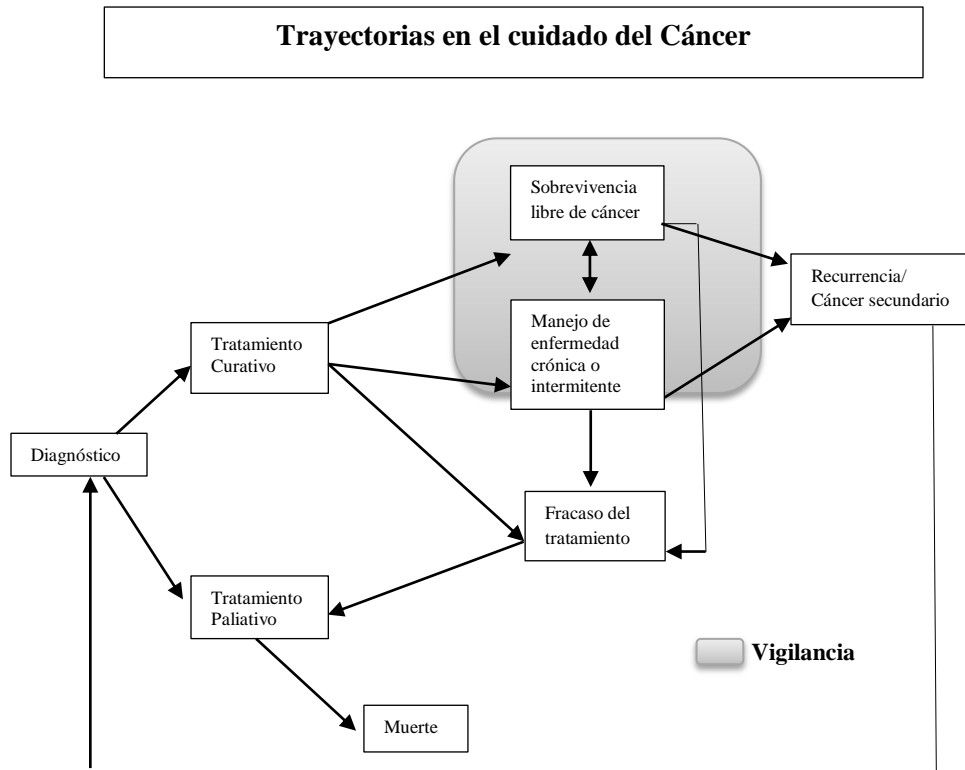 Trayectorias en el cuidado del Cáncer
Sobrevivencia
libre de cáncer
Recurrencia/
Cáncer secundario
Manejo de
enfermedad
crónica o
intermitente
Tratamiento
Curativo
Diagnóstico
Fracaso del
tratamiento
Tratamiento
Paliativo
Vigilancia
Muerte